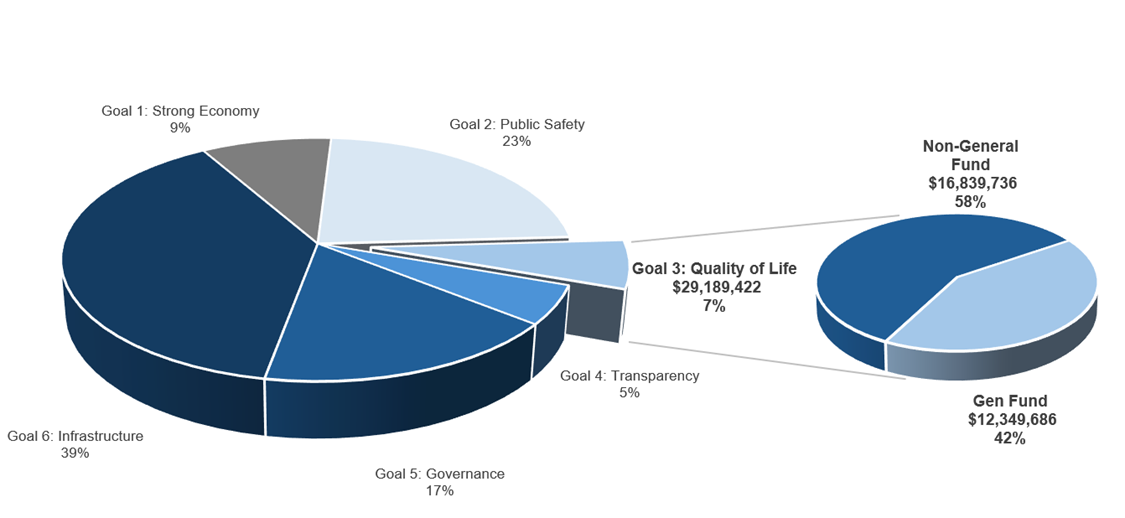 Goal 1: Strong Economy
9%
Goal 2: Public Safety
23%
Non-General
Fund
$16,839,736
58%
Goal 3: Quality of Life
$29,189,422
7%
Goal 4: Transparency
5%
Gen Fund
$12,349,686
42%
Goal 6: Infrastructure
39%
Goal 5: Governance
17%